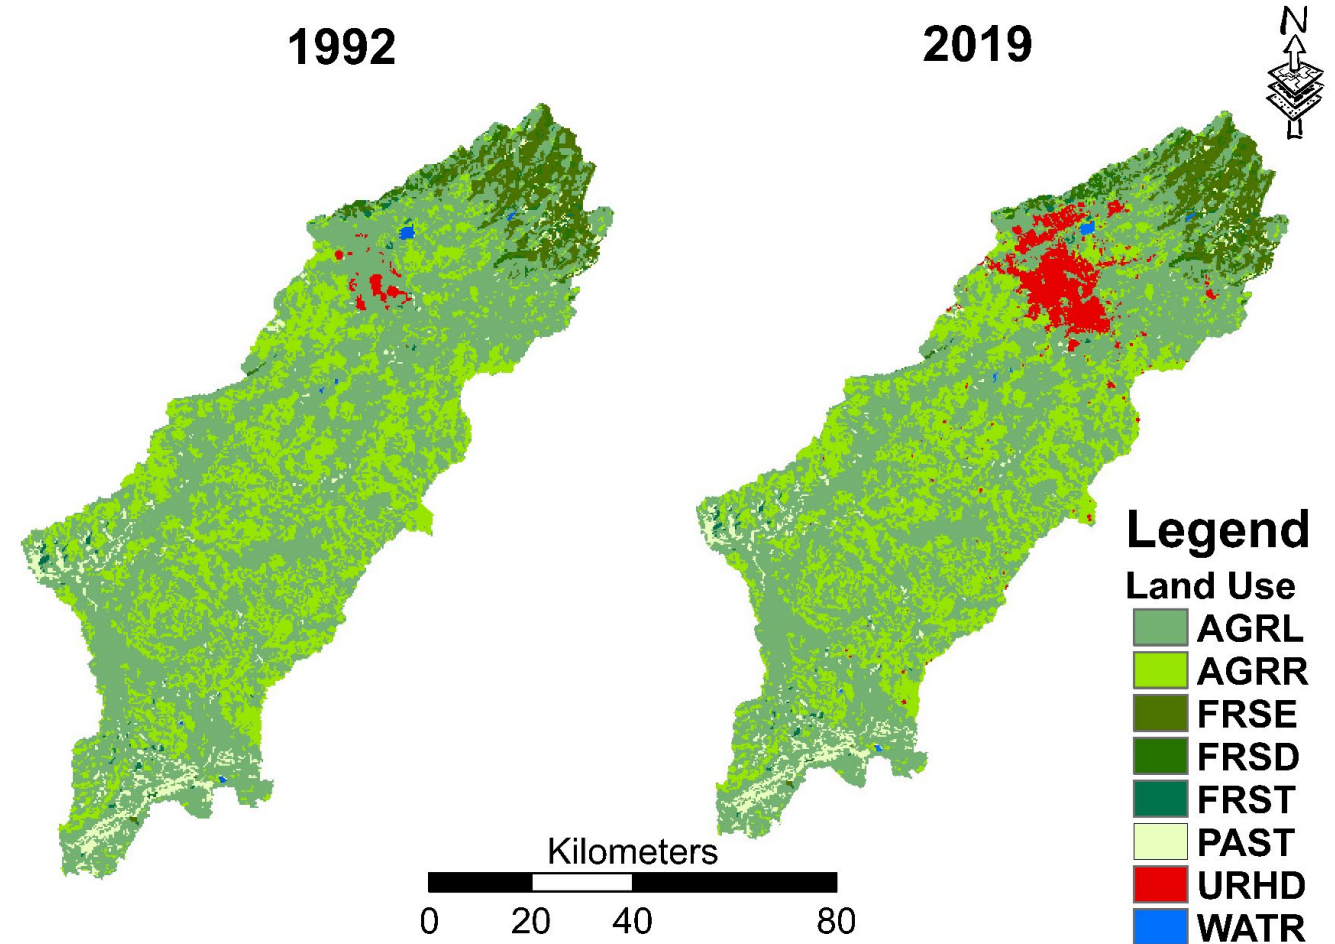 1992
2019
N
Legend
Land Use
AGRL
AGRR
FRSE
FRSD
FRST
PAST
URHD
WATR
Kilometers
0 20 40 80